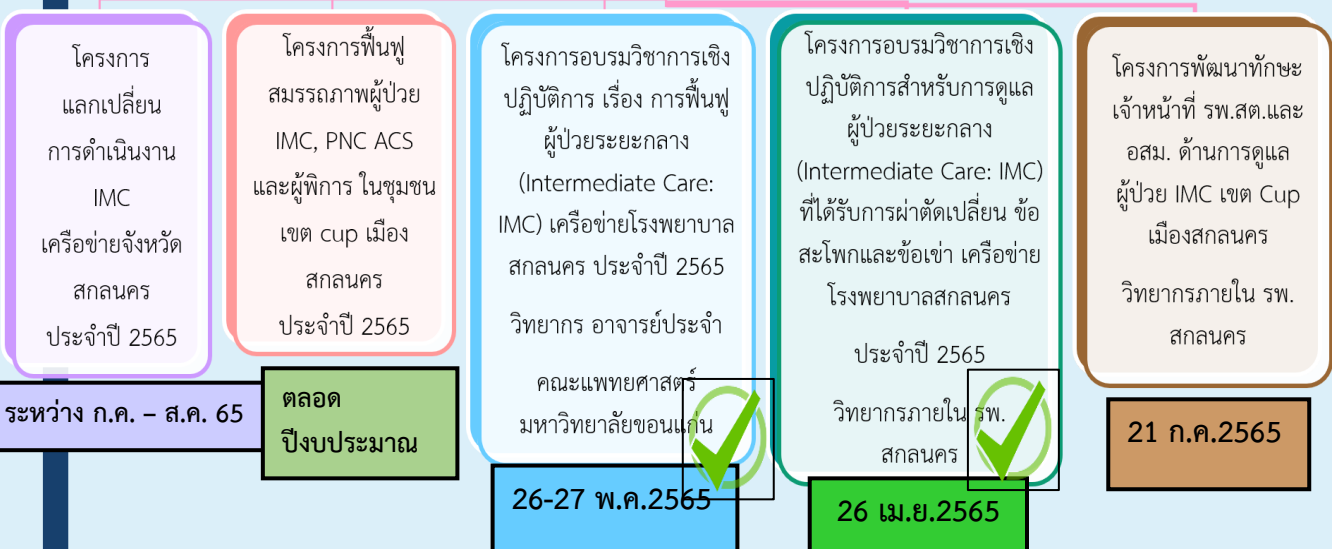 โครงการ
แลกเปลี่ยน
การดำเนินงาน
IMC
เครือข่ายจังหวัด
สกลนคร
ประจำปี 2565
ระหว่าง ก.ค. – ส.ค. 65
โครงการฟื้นฟู
สมรรถภาพผู้ป่วย
IMC, PNC ACS
และผู้พิการ ในชุมชน
เขต cup เมือง
สกลนคร
ประจำปี 2565
ตลอด
ปีงบประมาณ
โครงการอบรมวิชาการเชิง
ปฏิบัติการ เรื่อง การฟื้นฟู
ผู้ป่วยระยะกลาง
(Intermediate Care:
IMC) เครือข่ายโรงพยาบาล
สกลนคร ประจำปี 2565
วิทยากร อาจารย์ประจำ
คณะแพทยศาสตร์
มหาวิทยาลัยขอนแก่น
26-27 พ.ค.2565
โครงการอบรมวิชาการเชิง
ปฏิบัติการสำหรับการดูแล
ผู้ป่วยระยะกลาง
(Intermediate Care: IMC)
ที่ได้รับการผ่าตัดเปลี่ยน ข้อ
สะโพกและข้อเข่า เครือข่าย
โรงพยาบาลสกลนคร
ประจำปี 2565
วิทยากรภายใน รพ.
สกลนคร
26 เม.ย.2565
โครงการพัฒนาทักษะ
เจ้าหน้าที่ รพ.สต.และ
อสม. ด้านการดูแล
ผู้ป่วย IMC เขต Cup
เมืองสกลนคร
วิทยากรภายใน รพ.
สกลนคร
21 ก.ค.2565